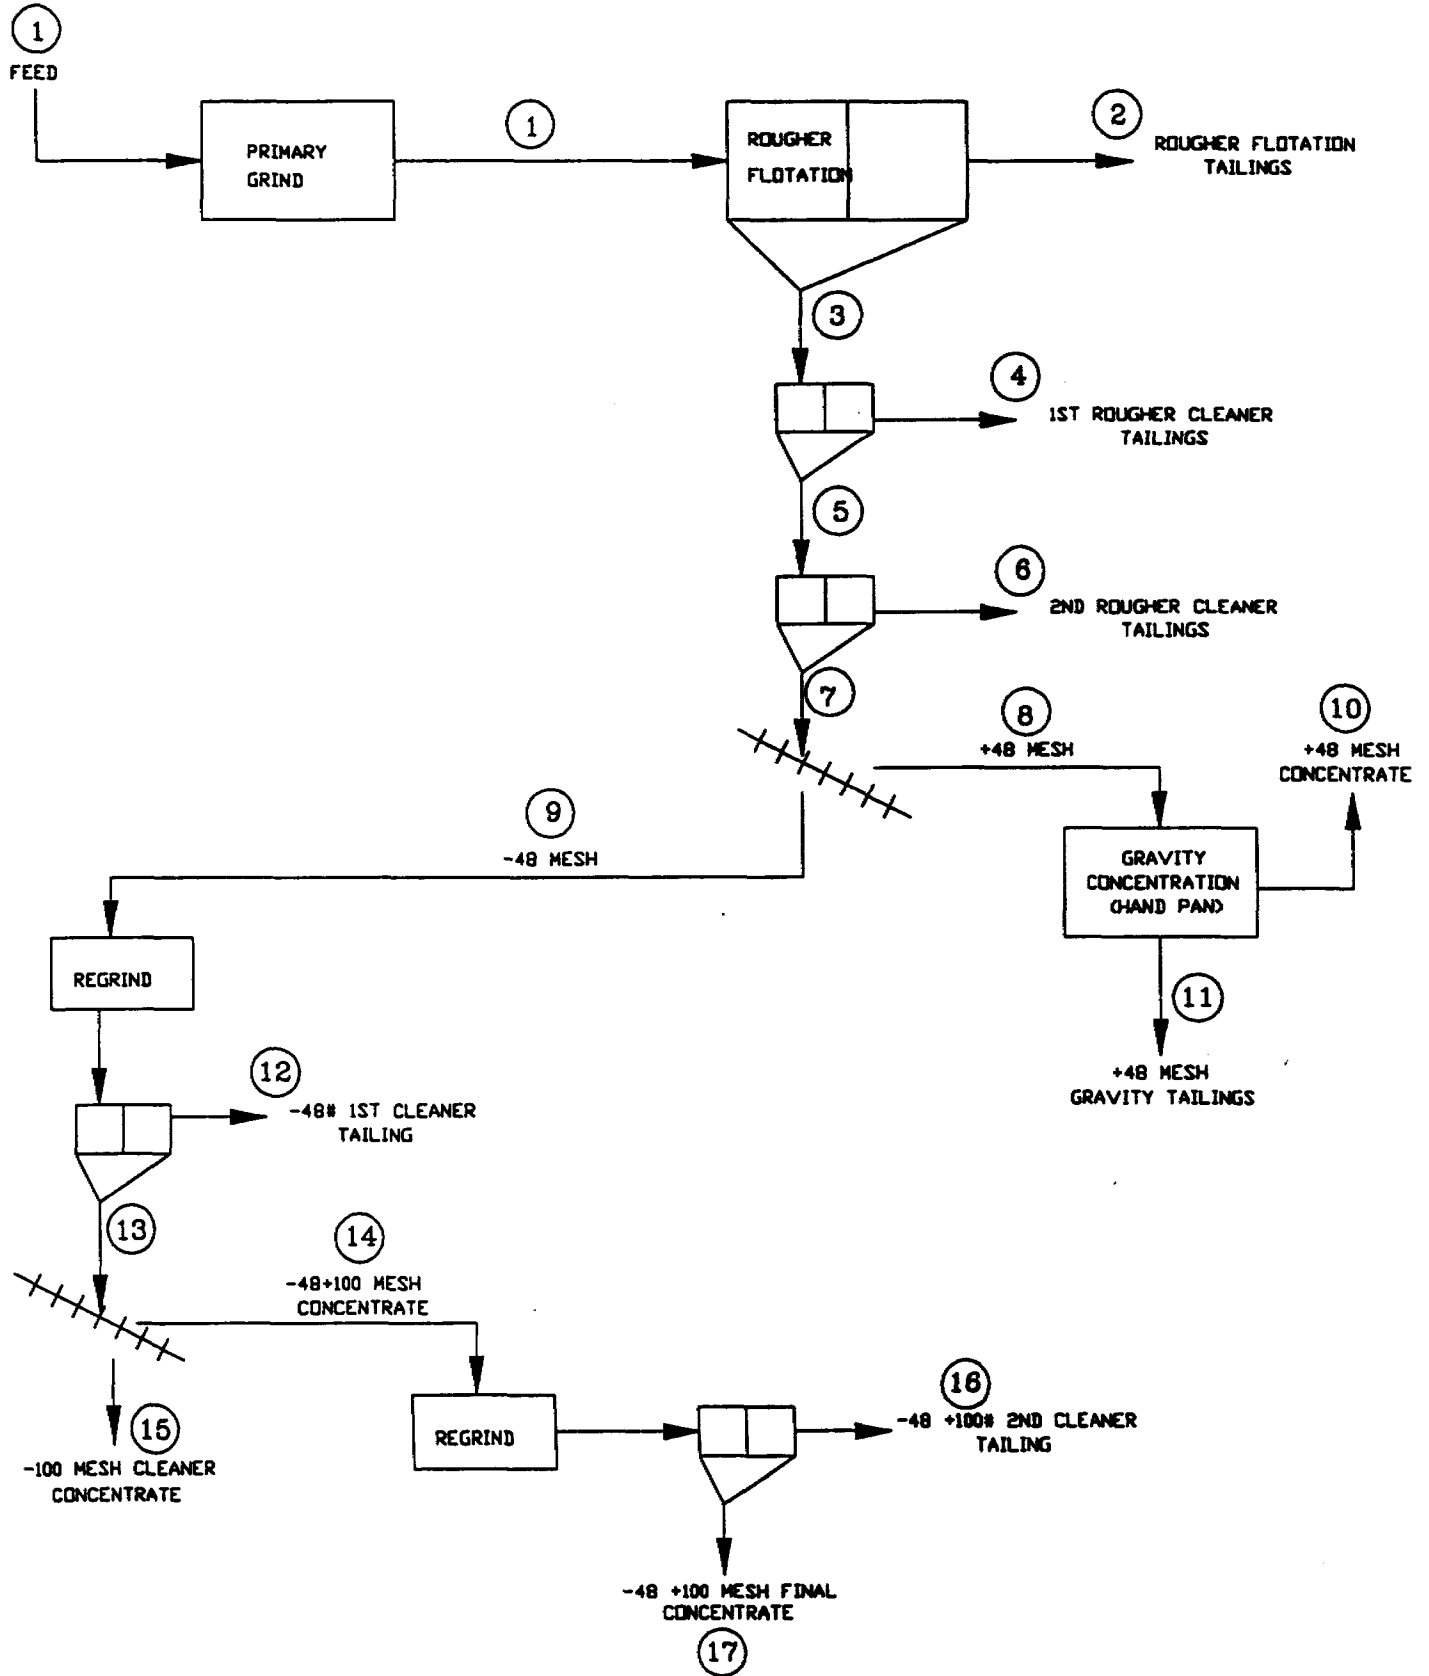 1
FEED
PRIMARY
GRIND
1
ROUGHER
FLOTATION
2
ROUGHER FLOTATION
TAILINGS
3
4
1ST ROUGHER CLEANER
TAILINGS
5
6
2ND ROUGHER CLEANER
TAILINGS
7
8
+48 MESH
10
+48 MESH
CONCENTRATE
9
-48 MESH
GRAVITY
CONCENTRATION
(HAND PAN)
REGRIND
11
+48 MESH
GRAVITY TAILINGS
12
-48# 1ST CLEANER
TAILING
13
14
-48+100 MESH
CONCENTRATE
15
-100 MESH CLEANER
CONCENTRATE
REGRIND
16
-48 +100# 2ND CLEANER
TAILING
-48 +100 MESH FINAL
CONCENTRATE
17